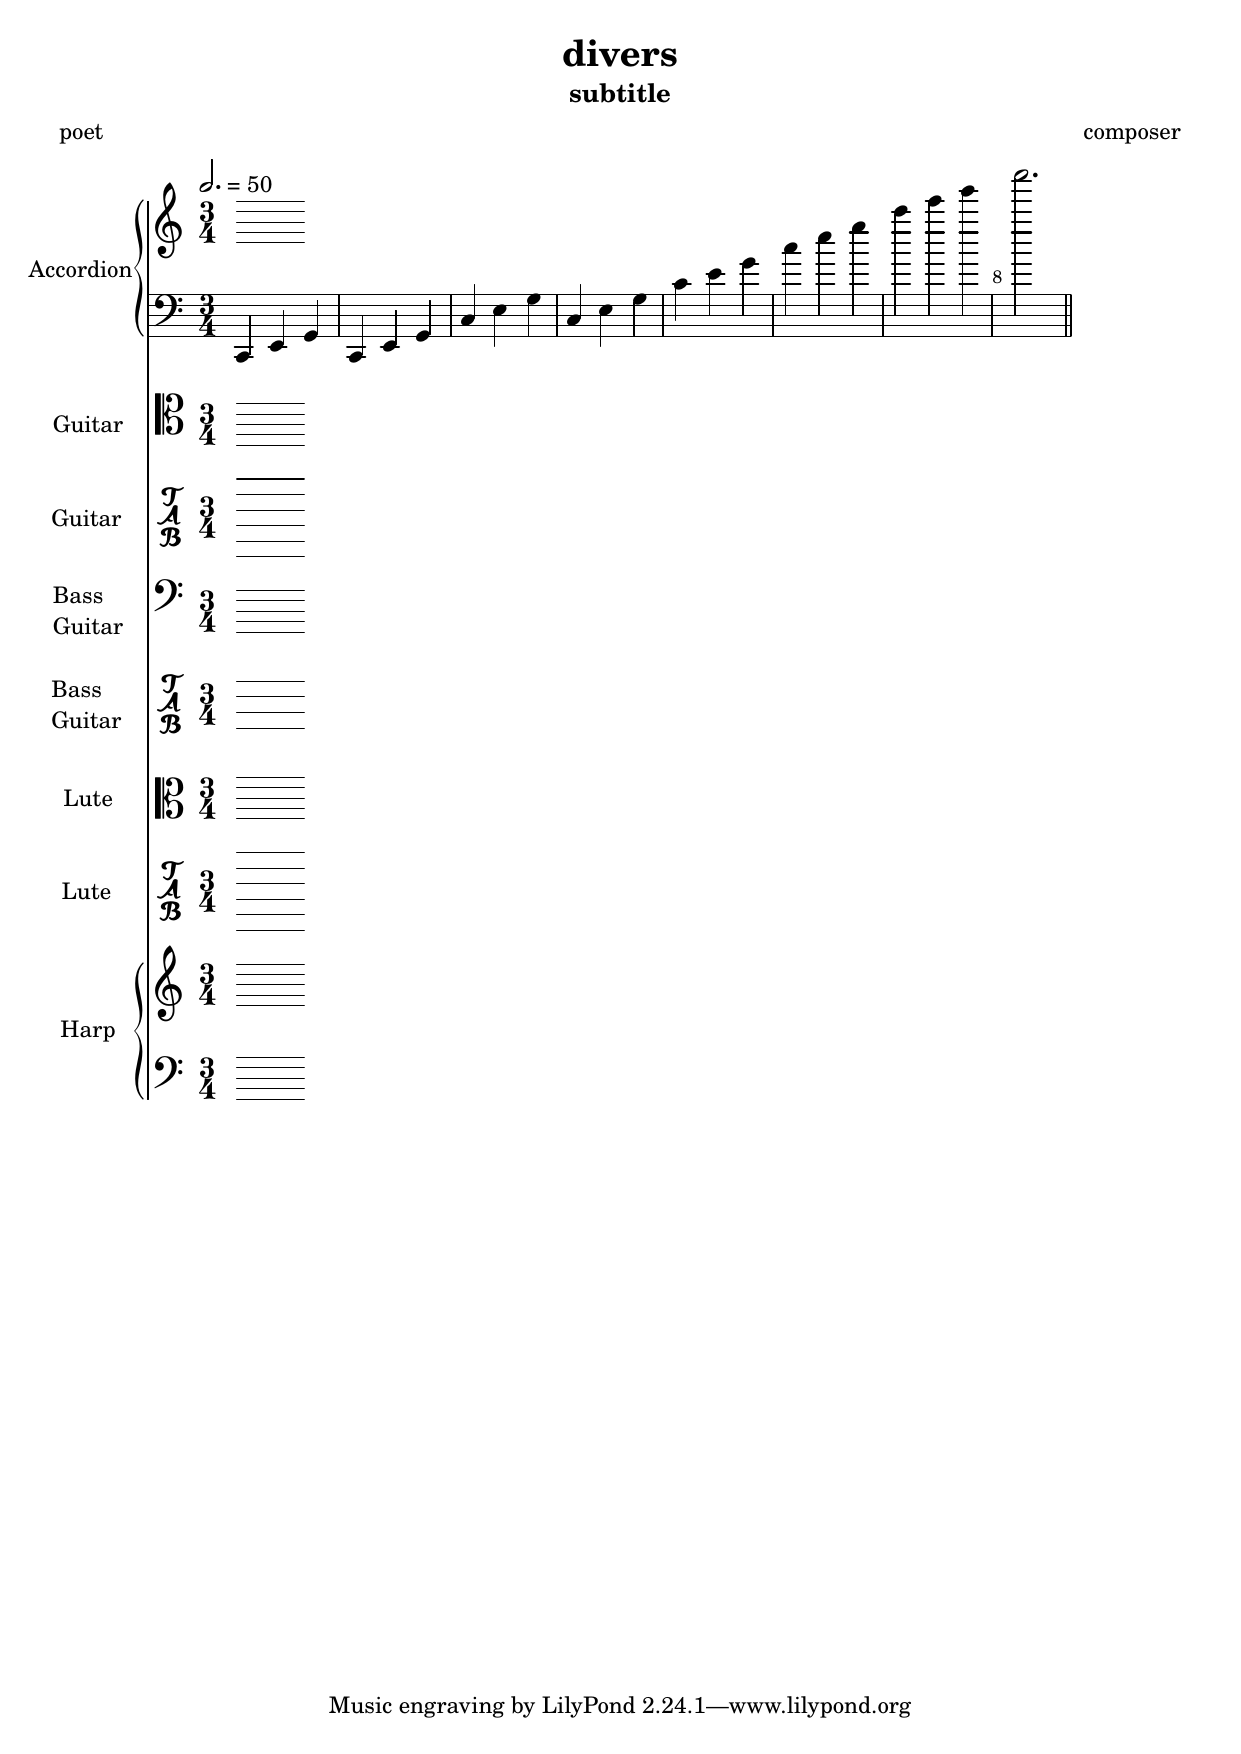 divers
subtitle
poet
composer
= 50
Accordion
3
4
3
4
8
Guitar
3
4
Guitar
T
A
B
3
4
Bass
Guitar
3
4
Bass
Guitar
T
A
B
3
4
Lute
3
4
Lute
T
A
B
3
4
Harp
3
4
3
4
Music engraving by LilyPond 2.24.1—www.lilypond.org